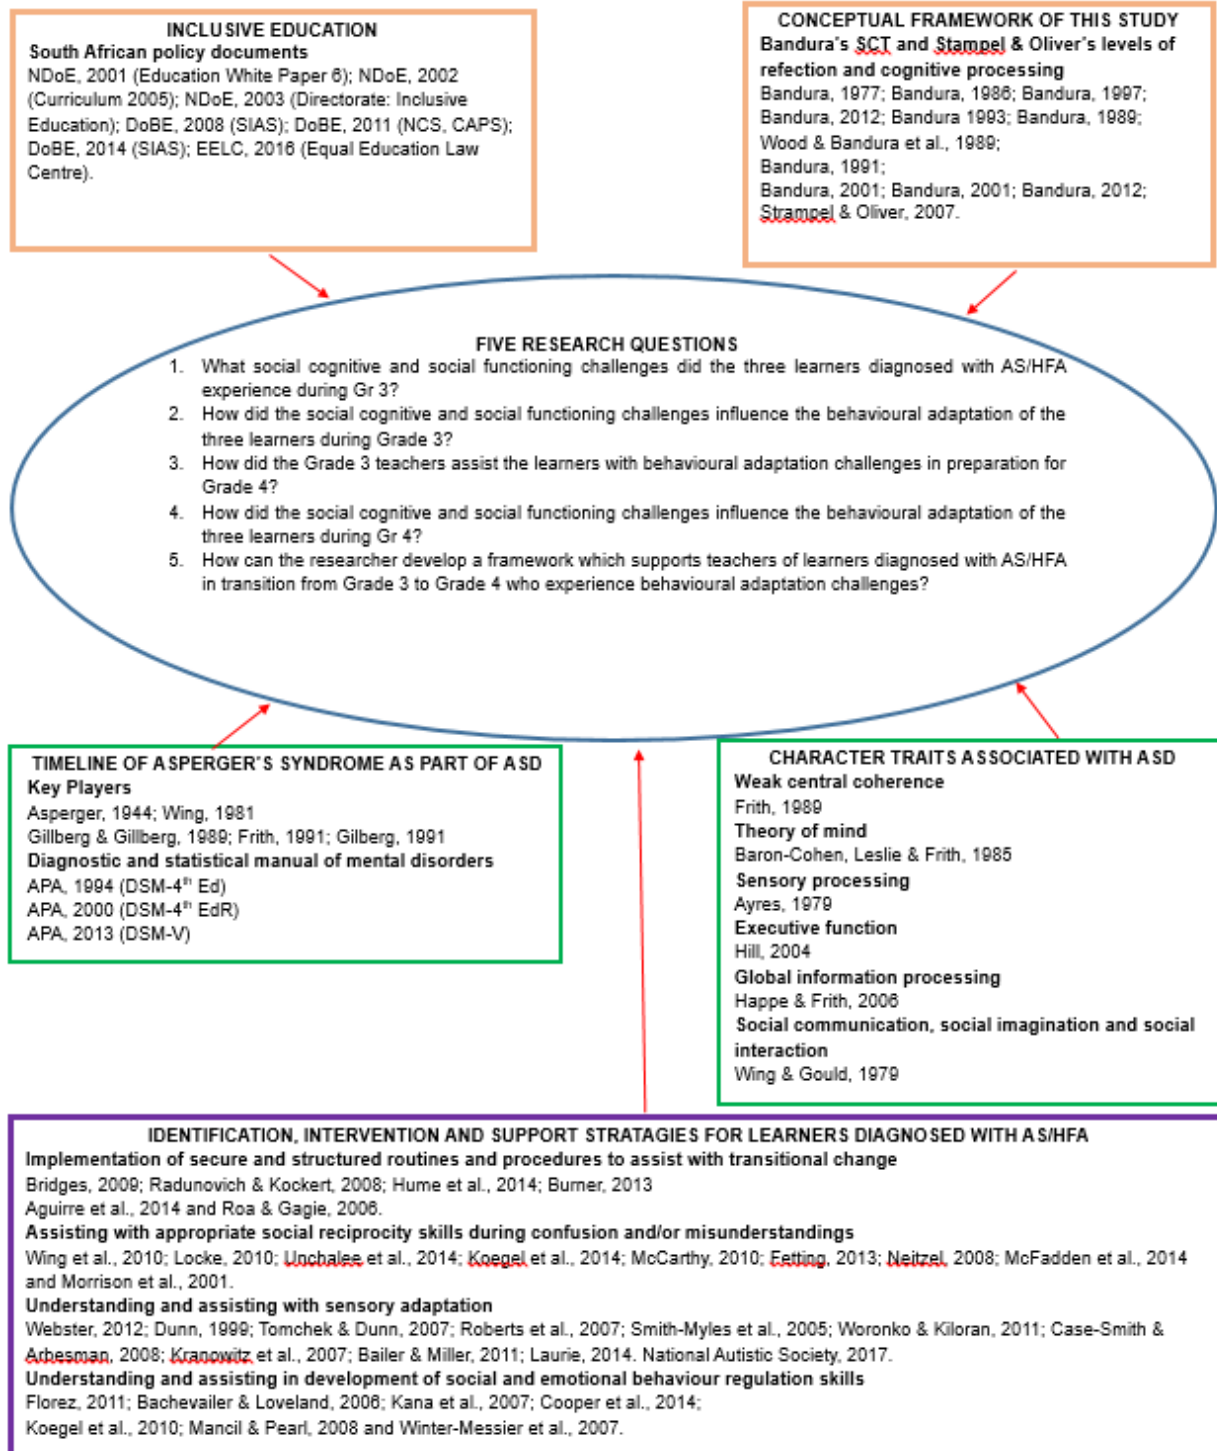 INCLUSIVE EDUCATION
South African policy documents
NDoE, 2001 (Education White Paper 6); NDoE, 2002
(Curriculum 2005); NDoE, 2003 (Directorate: Inclusive
Education); DoBE, 2008 (SIAS); DoBE, 2011 (NCS, CAPS);
DoBE, 2014 (SIAS); EELC, 2016 (Equal Education Law
Centre).
CONCEPTUAL FRAMEWORK OF THIS STUDY
Bandura's SCT and Stampel & Oliver's levels of
refection and cognitive processing
Bandura, 1977; Bandura, 1986; Bandura, 1997;
Bandura, 2012; Bandura 1993; Bandura, 1989;
Wood & Bandura et al., 1989;
Bandura, 1991;
Bandura, 2001; Bandura, 2001; Bandura, 2012;
Strampel & Oliver, 2007.
FIVE RESEARCH QUESTIONS
1. What social cognitive and social functioning challenges did the three learners diagnosed with AS/HFA
experience during Gr 3?
2. How did the social cognitive and social functioning challenges influence the behavioural adaptation of the
three learners during Grade 3?
3. How did the Grade 3 teachers assist the learners with behavioural adaptation challenges in preparation for
Grade 4?
4. How did the social cognitive and social functioning challenges influence the behavioural adaptation of the
three learners during Gr 4?
5. How can the researcher develop a framework which supports teachers of learners diagnosed with AS/HFA
in transition from Grade 3 to Grade 4 who experience behavioural adaptation challenges?
TIMELINE OF ASPERGER'S SYNDROME AS PART OF ASD
Key Players
Asperger, 1944; Wing, 1981
Gillberg & Gillberg, 1989; Frith, 1991; Gilberg, 1991
Diagnostic and statistical manual of mental disorders
APA, 1994 (DSM-4th Ed)
APA, 2000 (DSM-4th EdR)
APA, 2013 (DSM-V)
CHARACTER TRAITS ASSOCIATED WITH ASD
Weak central coherence
Frith, 1989
Theory of mind
Baron-Cohen, Leslie & Frith, 1985
Sensory processing
Ayres, 1979
Executive function
Hill, 2004
Global information processing
Happe & Frith, 2006
Social communication, social imagination and social
interaction
Wing & Gould, 1979
IDENTIFICATION, INTERVENTION AND SUPPORT STRATAGIES FOR LEARNERS DIAGNOSED WITH AS/HFA
Implementation of secure and structured routines and procedures to assist with transitional change
Bridges, 2009; Radunovich & Kockert, 2008; Hume et al., 2014; Burner, 2013
Aguirre et al., 2014 and Roa & Gagie, 2006.
Assisting with appropriate social reciprocity skills during confusion and/or misunderstandings
Wing et al., 2010; Locke, 2010; Unchalee et al., 2014; Koegel et al., 2014; McCarthy, 2010; Fetting, 2013; Neitzel, 2008; McFadden et al., 2014
and Morrison et al., 2001.
Understanding and assisting with sensory adaptation
Webster, 2012; Dunn, 1999; Tomchek & Dunn, 2007; Roberts et al., 2007; Smith-Myles et al., 2005; Woronko & Kiloran, 2011; Case-Smith &
Arbesman, 2008; Kranowitz et al., 2007; Bailer & Miller, 2011; Laurie, 2014. National Autistic Society, 2017.
Understanding and assisting in development of social and emotional behaviour regulation skills
Florez, 2011; Bachevailer & Loveland, 2006; Kana et al., 2007; Cooper et al., 2014;
Koegel et al., 2010; Mancil & Pearl, 2008 and Winter-Messier et al., 2007.